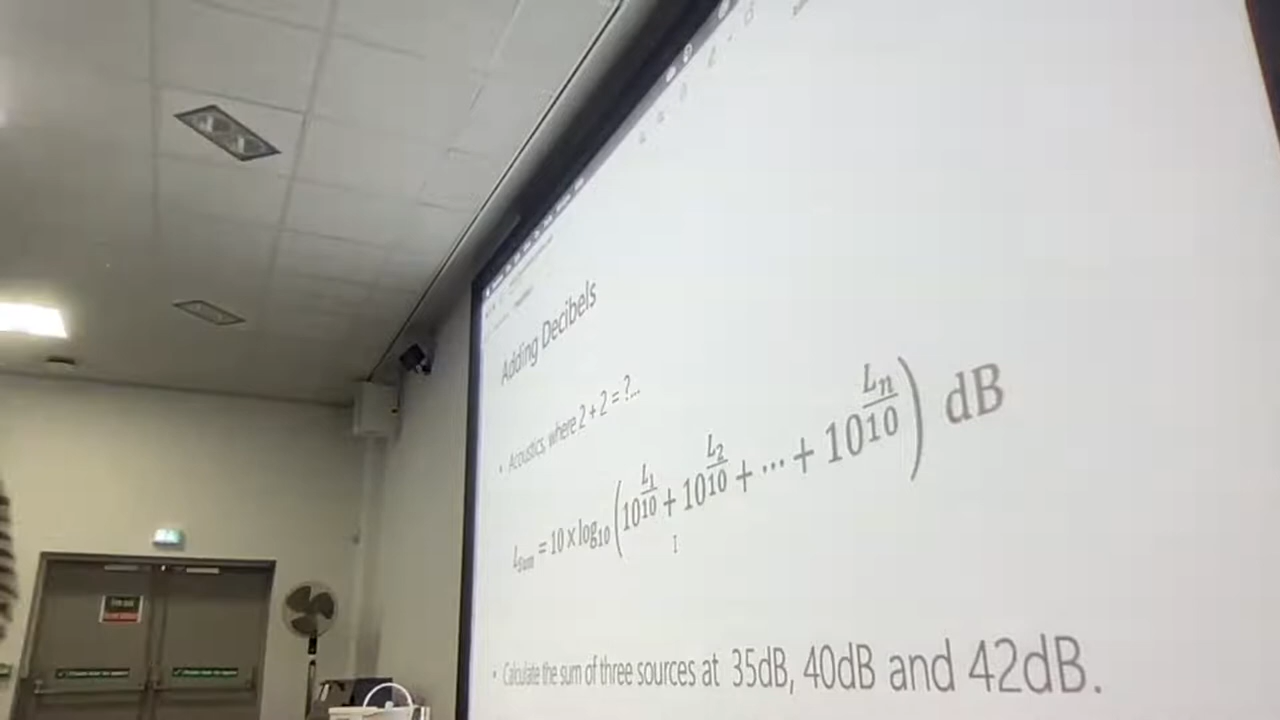 Adding Decibels
• Acoustics, where 2 + 2 = ?...
L_Sum = 10 × log₁₀ (10^(L₁/10) + 10^(L₂/10) + ⋯ + 10^(Lₙ/10)) dB
• Calculate the sum of three sources at 35dB, 40dB and 42dB.